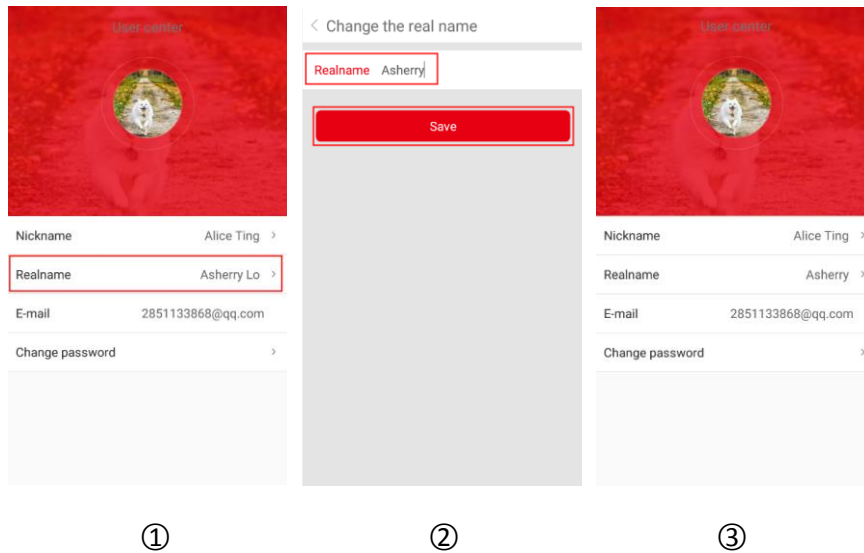 User center
Nickname Alice Ting >
Realname Asherry Lo >
E-mail 2851133868@qq.com
Change password >
①
< Change the real name
Realname Asherry
Save
②
User center
Nickname Alice Ting >
Realname Asherry >
E-mail 2851133868@qq.com
Change password >
③